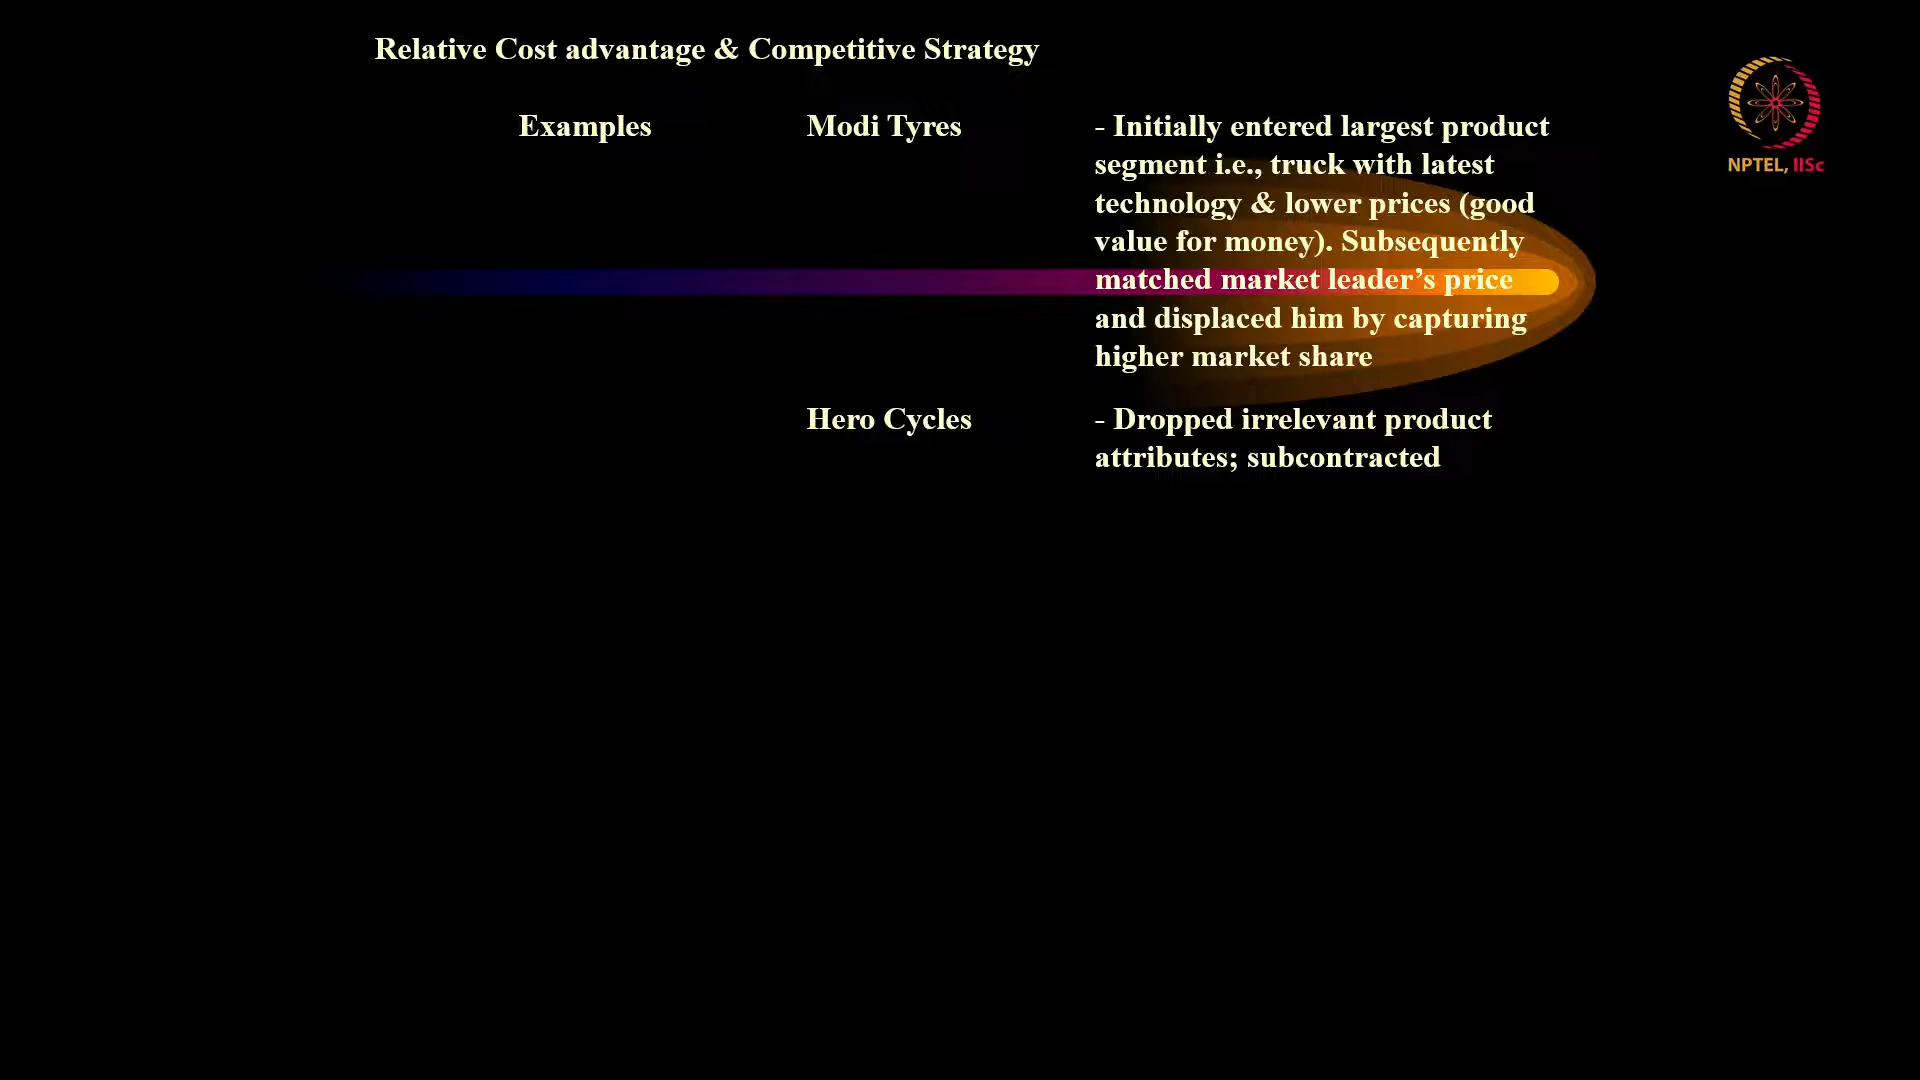 Relative Cost advantage & Competitive Strategy
Examples
Modi Tyres
- Initially entered largest product
segment i.e., truck with latest
technology & lower prices (good
value for money). Subsequently
matched market leader’s price
and displaced him by capturing
higher market share
Hero Cycles
- Dropped irrelevant product
attributes; subcontracted
NPTEL, IISc